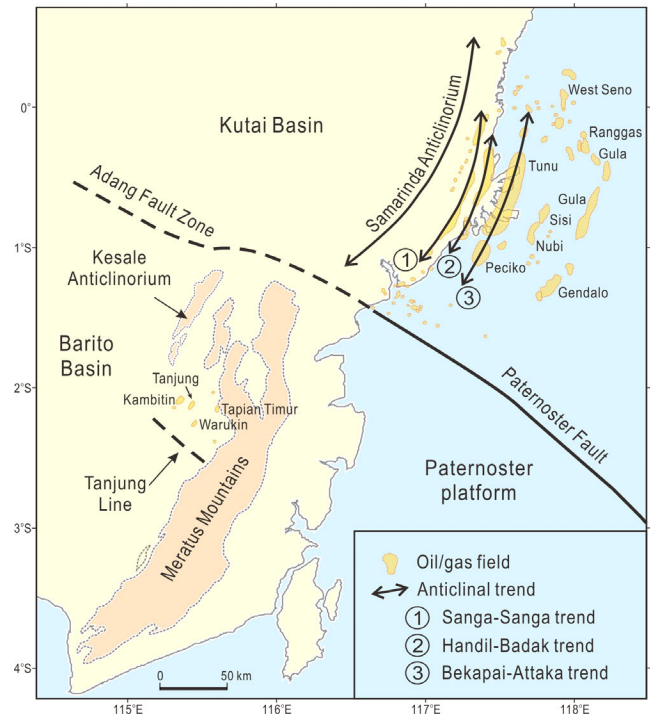 0°
1°S
2°S
3°S
4°S
115°E
116°E
117°E
118°E
Kutai Basin
Samarinda Anticlinorium
Adang Fault Zone
Kesale
Anticlinorium
Barito
Basin
Tanjung
Kambitin
Tapian Timur
Warukin
Tanjung
Line
Meratus Mountains
0 50 km
West Seno
Ranggas
Gula
Tunu
Gula
Sisi
Nubi
Peciko
Gendalo
1
2
3
Paternoster Fault
Paternoster
platform
Oil/gas field
Anticlinal trend
1 Sanga-Sanga trend
2 Handil-Badak trend
3 Bekapai-Attaka trend